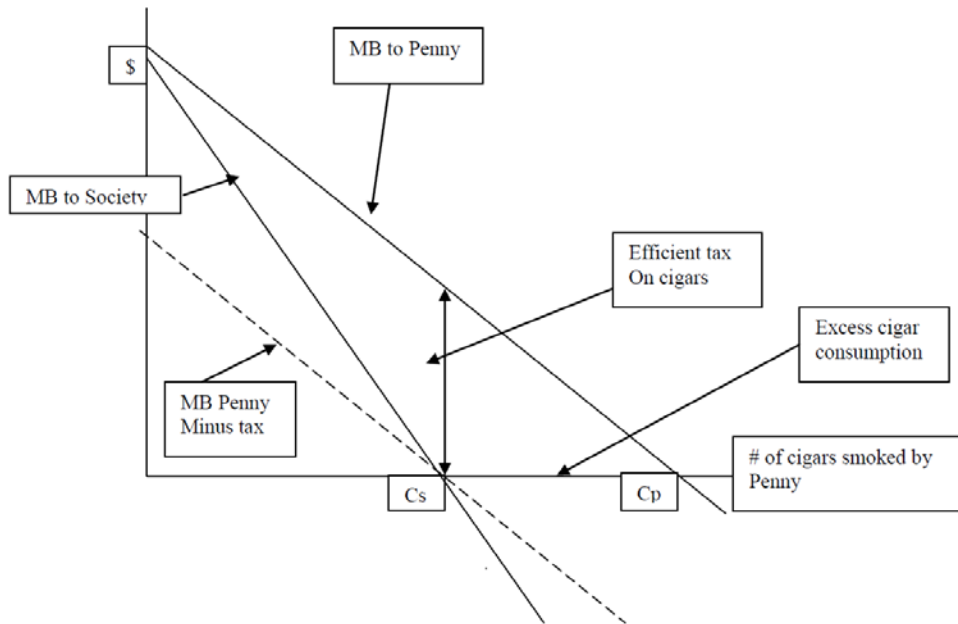 MB to Penny
$
MB to Society
Efficient tax
On cigars
Excess cigar
consumption
MB Penny
Minus tax
# of cigars smoked by
Penny
Cs
Cp